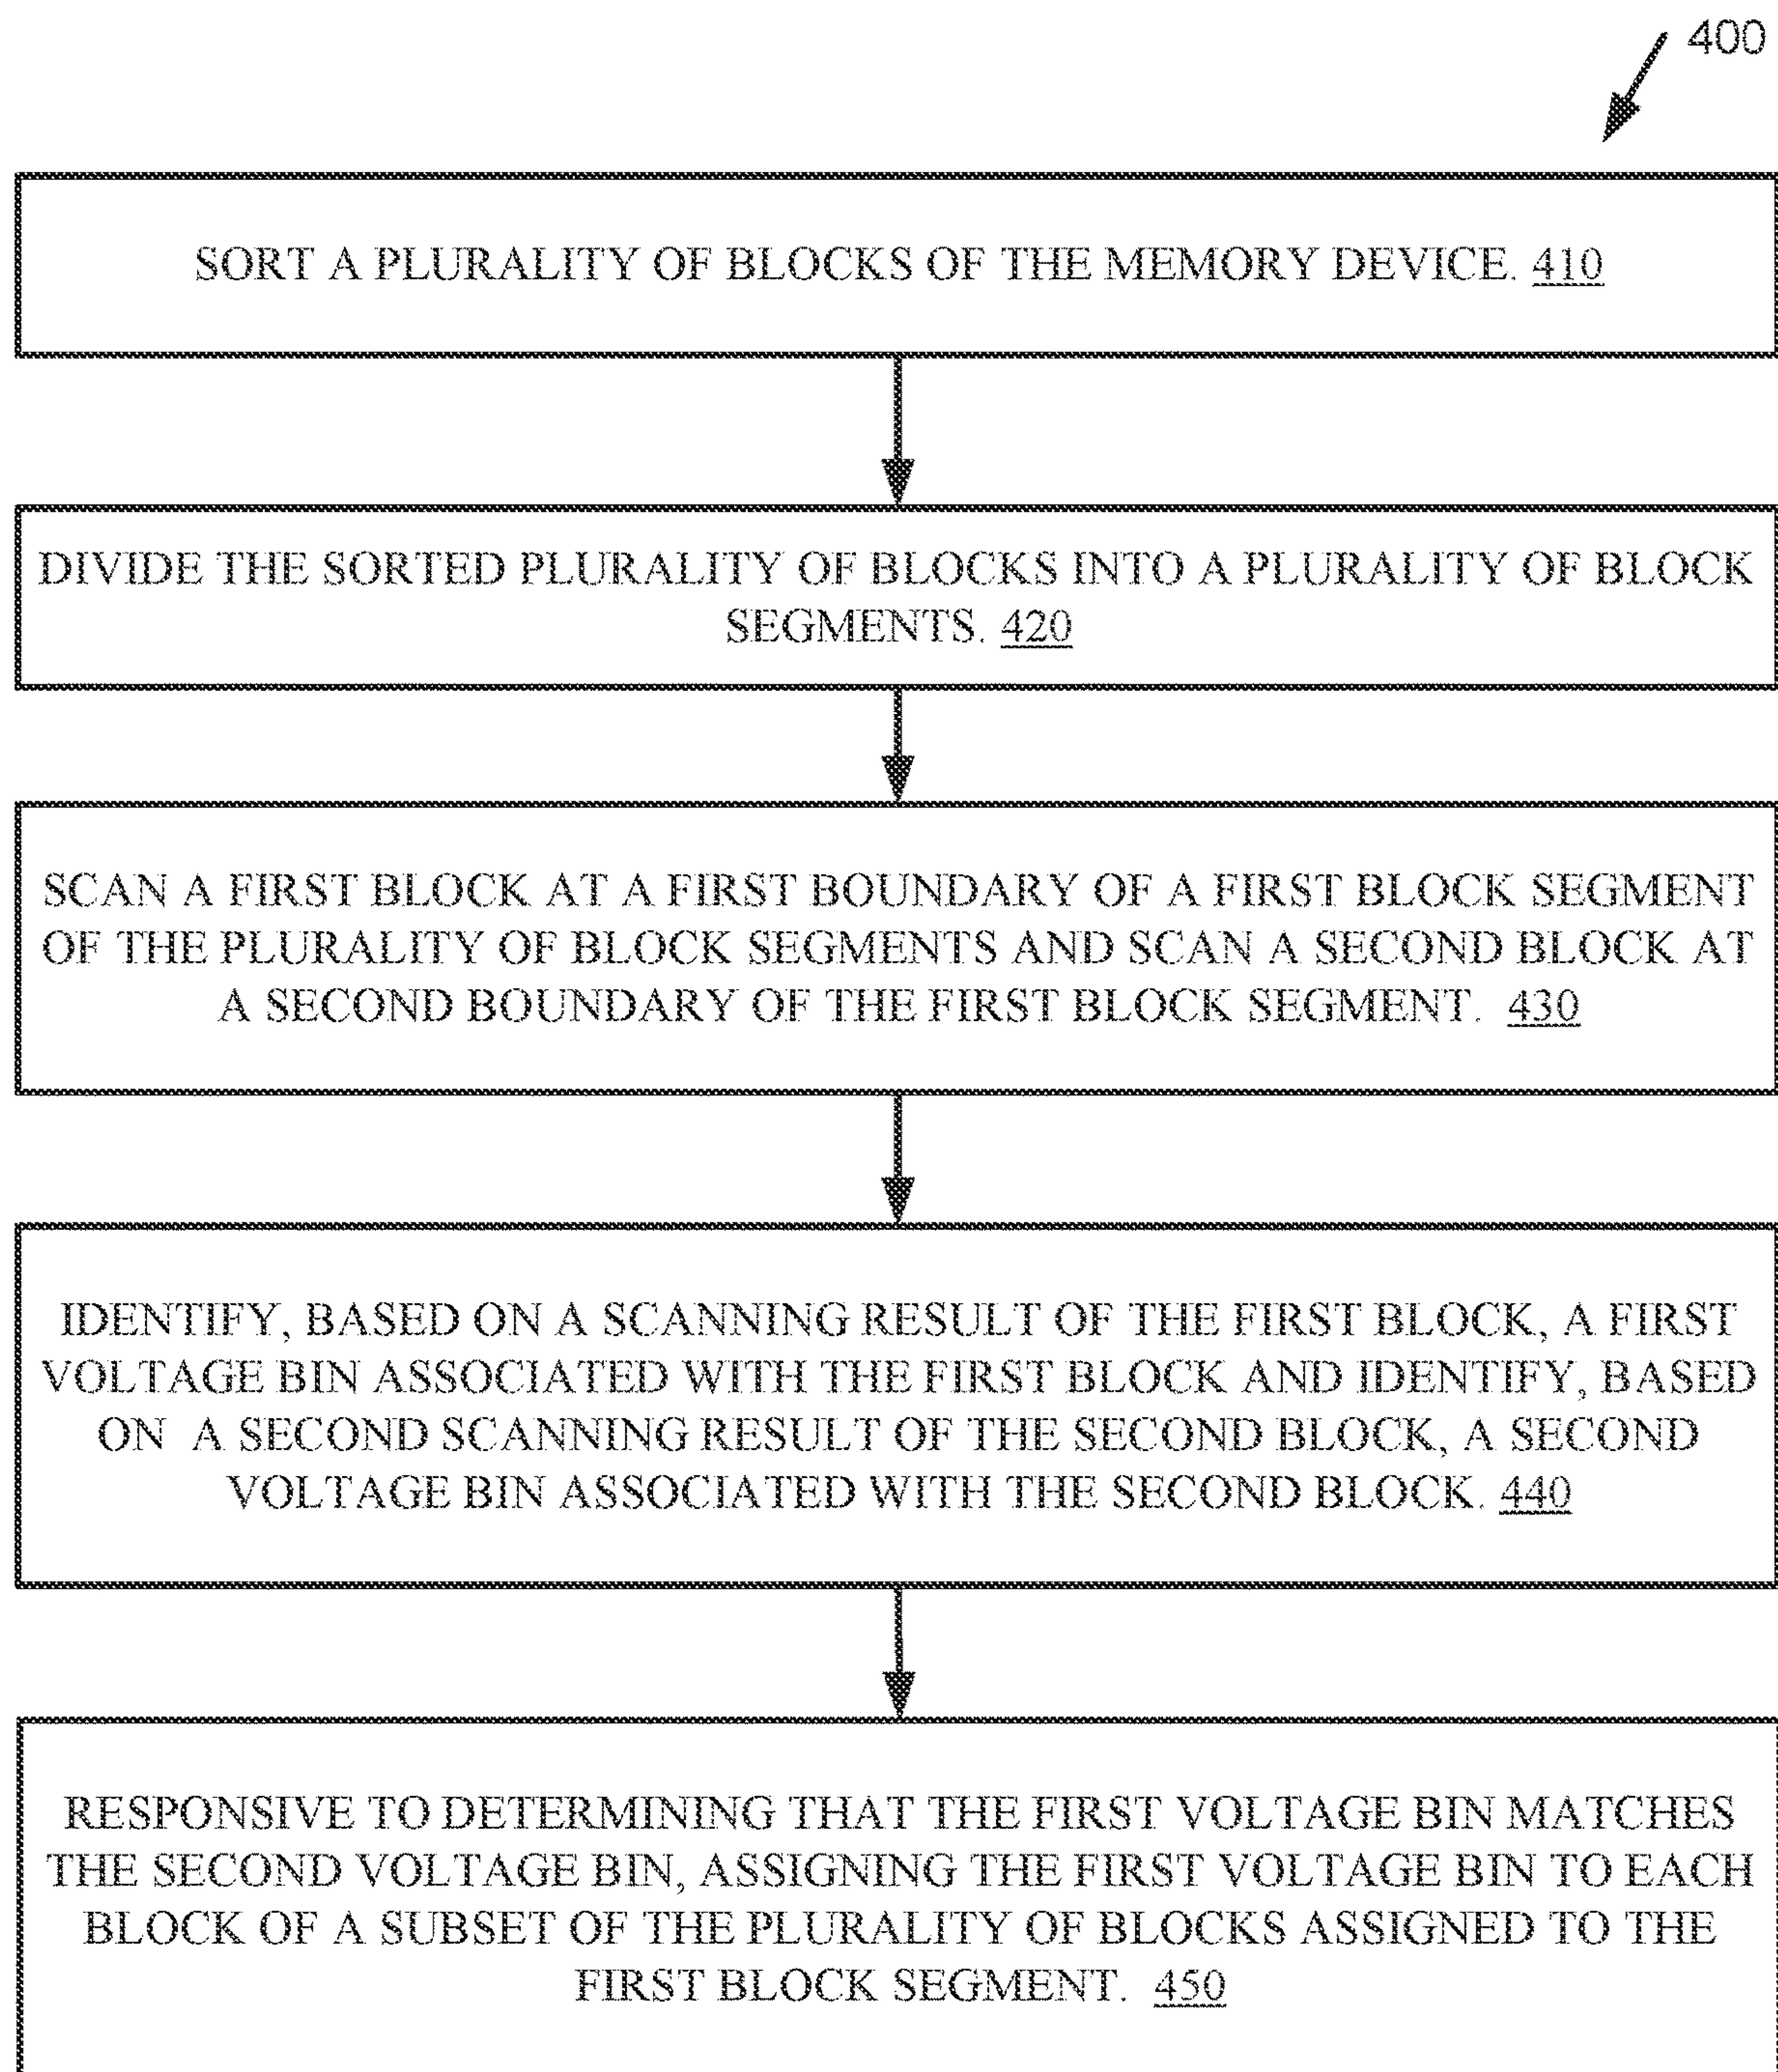 400
SORT A PLURALITY OF BLOCKS OF THE MEMORY DEVICE. 410
DIVIDE THE SORTED PLURALITY OF BLOCKS INTO A PLURALITY OF BLOCK
SEGMENTS. 420
SCAN A FIRST BLOCK AT A FIRST BOUNDARY OF A FIRST BLOCK SEGMENT
OF THE PLURALITY OF BLOCK SEGMENTS AND SCAN A SECOND BLOCK AT
A SECOND BOUNDARY OF THE FIRST BLOCK SEGMENT. 430
IDENTIFY, BASED ON A SCANNING RESULT OF THE FIRST BLOCK, A FIRST
VOLTAGE BIN ASSOCIATED WITH THE FIRST BLOCK AND IDENTIFY, BASED
ON A SECOND SCANNING RESULT OF THE SECOND BLOCK, A SECOND
VOLTAGE BIN ASSOCIATED WITH THE SECOND BLOCK. 440
RESPONSIVE TO DETERMINING THAT THE FIRST VOLTAGE BIN MATCHES
THE SECOND VOLTAGE BIN, ASSIGNING THE FIRST VOLTAGE BIN TO EACH
BLOCK OF A SUBSET OF THE PLURALITY OF BLOCKS ASSIGNED TO THE
FIRST BLOCK SEGMENT. 450